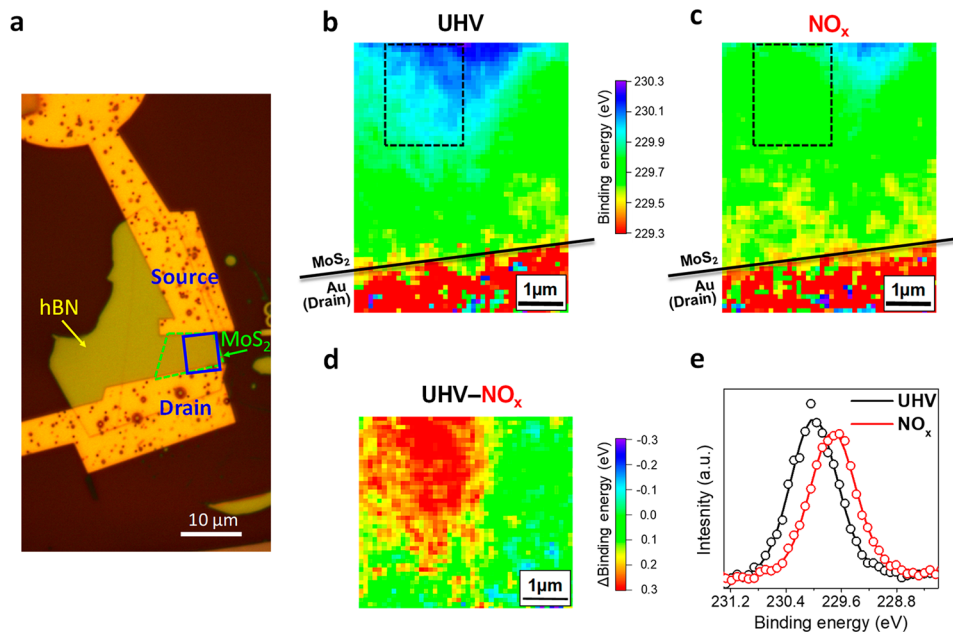 a
hBN
Source
MoS2
Drain
10 µm
b
UHV
MoS2
Au
(Drain)
1µm
Binding energy (eV)
230.3
230.1
229.9
229.7
229.5
229.3
c
NOx
MoS2
Au
(Drain)
1µm
d
UHV–NOx
1µm
ΔBinding energy (eV)
-0.3
-0.2
-0.1
0.0
0.1
0.2
0.3
e
UHV
NOx
Intesnity (a.u.)
231.2 230.4 229.6 228.8
Binding energy (eV)